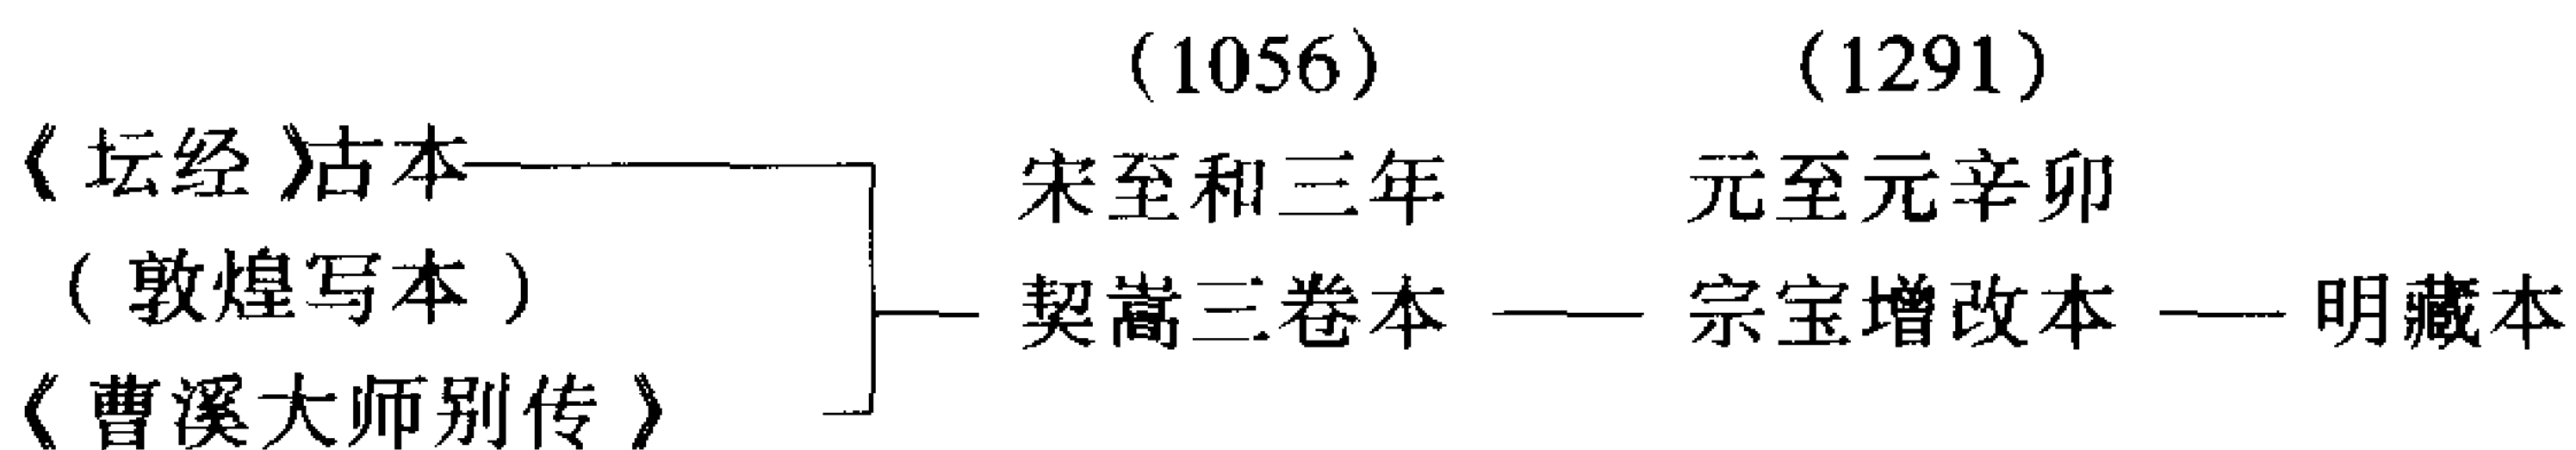 (1056) (1291)
《坛经》古本 宋至和三年 元至元辛卯
(敦煌写本)
契嵩三卷本 宗宝增改本 明藏本
《曹溪大师别传》